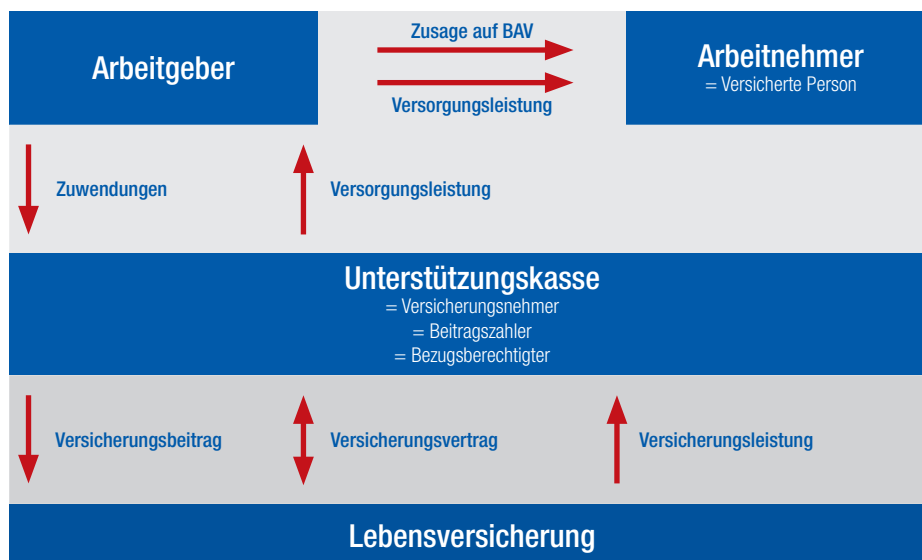 Arbeitgeber
Zusage auf BAV
Versorgungsleistung
Arbeitnehmer
= Versicherte Person
Zuwendungen
Versorgungsleistung
Unterstützungskasse
= Versicherungsnehmer
= Beitragszahler
= Bezugsberechtigter
Versicherungsbeitrag
Versicherungsvertrag
Versicherungsleistung
Lebensversicherung